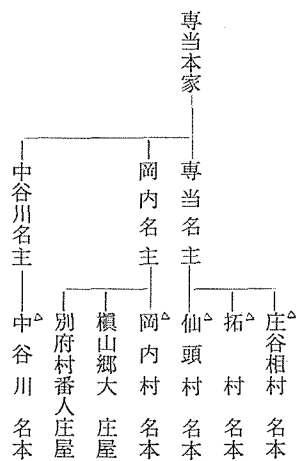 専当本家
専当名主
岡内名主
中谷川名主
庄谷相村 名本
拓村 名本
仙頭村 名本
岡内村 名本
槇山郷大 庄屋
別府村番人庄屋
中谷川 名本